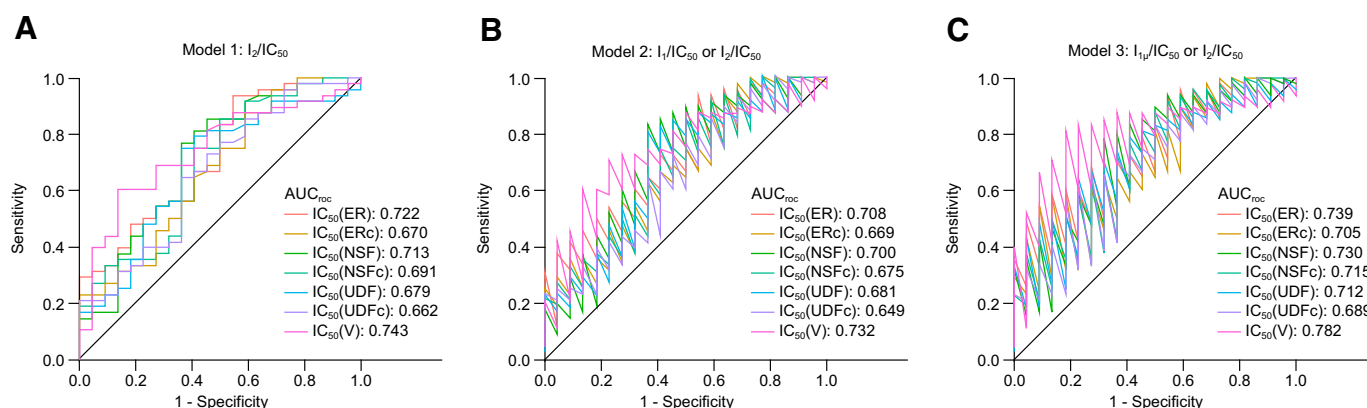 A
Model 1: I2/IC50
Sensitivity
1.0
0.8
0.6
0.4
0.2
0.0
AUCroc
IC50(ER): 0.722
IC50(ERc): 0.670
IC50(NSF): 0.713
IC50(NSFc): 0.691
IC50(UDF): 0.679
IC50(UDFc): 0.662
IC50(V): 0.743
0.0 0.2 0.4 0.6 0.8 1.0
1 - Specificity
B
Model 2: I1/IC50 or I2/IC50
Sensitivity
1.0
0.8
0.6
0.4
0.2
0.0
AUCroc
IC50(ER): 0.708
IC50(ERc): 0.669
IC50(NSF): 0.700
IC50(NSFc): 0.675
IC50(UDF): 0.681
IC50(UDFc): 0.649
IC50(V): 0.732
0.0 0.2 0.4 0.6 0.8 1.0
1 - Specificity
C
Model 3: I1μ/IC50 or I2/IC50
Sensitivity
1.0
0.8
0.6
0.4
0.2
0.0
AUCroc
IC50(ER): 0.739
IC50(ERc): 0.705
IC50(NSF): 0.730
IC50(NSFc): 0.715
IC50(UDF): 0.712
IC50(UDFc): 0.689
IC50(V): 0.782
0.0 0.2 0.4 0.6 0.8 1.0
1 - Specificity